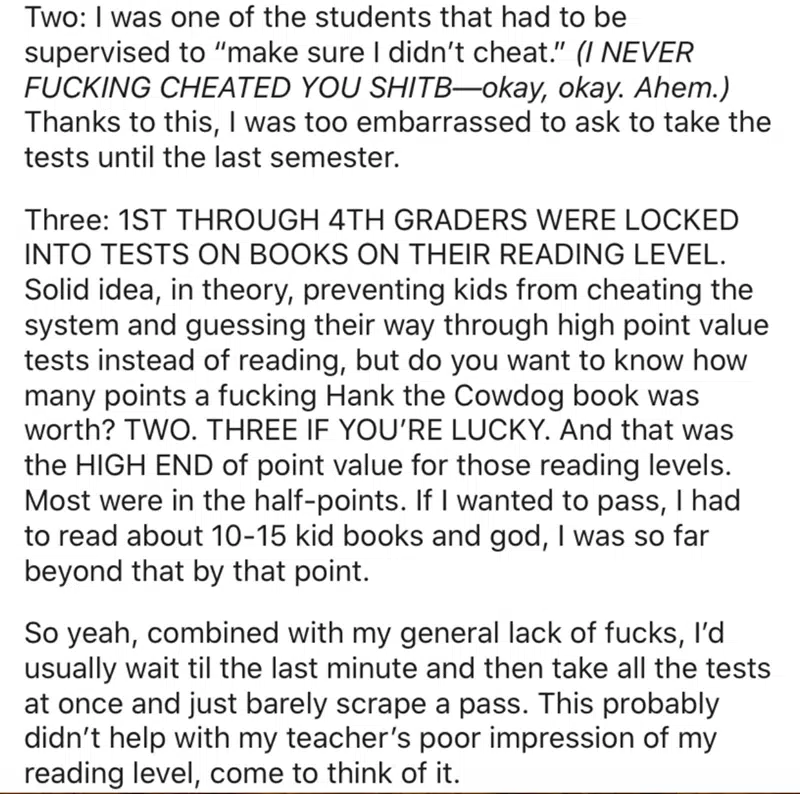 Two: I was one of the students that had to be
supervised to “make sure I didn’t cheat.” (I NEVER
FUCKING CHEATED YOU SHITB—okay, okay. Ahem.)
Thanks to this, I was too embarrassed to ask to take the
tests until the last semester.
Three: 1ST THROUGH 4TH GRADERS WERE LOCKED
INTO TESTS ON BOOKS ON THEIR READING LEVEL.
Solid idea, in theory, preventing kids from cheating the
system and guessing their way through high point value
tests instead of reading, but do you want to know how
many points a fucking Hank the Cowdog book was
worth? TWO. THREE IF YOU’RE LUCKY. And that was
the HIGH END of point value for those reading levels.
Most were in the half-points. If I wanted to pass, I had
to read about 10-15 kid books and god, I was so far
beyond that by that point.
So yeah, combined with my general lack of fucks, I’d
usually wait til the last minute and then take all the tests
at once and just barely scrape a pass. This probably
didn’t help with my teacher’s poor impression of my
reading level, come to think of it.